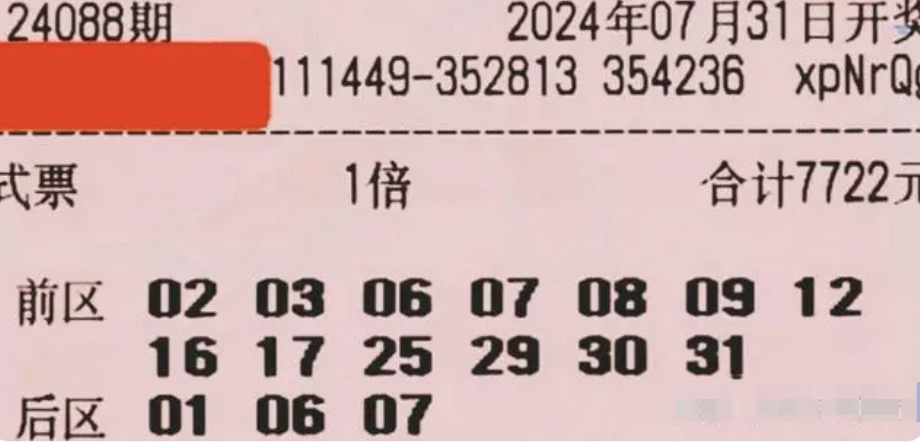 24088期 2024年07月31日开奖
111449-352813 354236 xpNrQg
式票 1倍 合计7722元
前区 02 03 06 07 08 09 12
16 17 25 29 30 31
后区 01 06 07